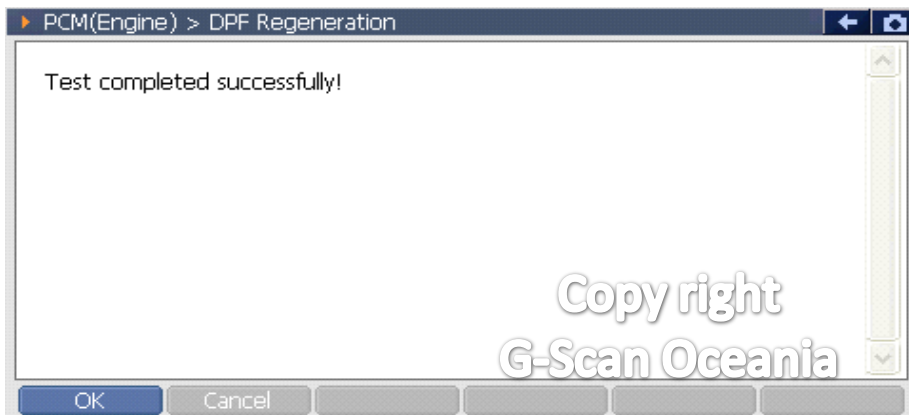 PCM(Engine) > DPF Regeneration
Test completed successfully!
Copy right
G-Scan Oceania
OK Cancel